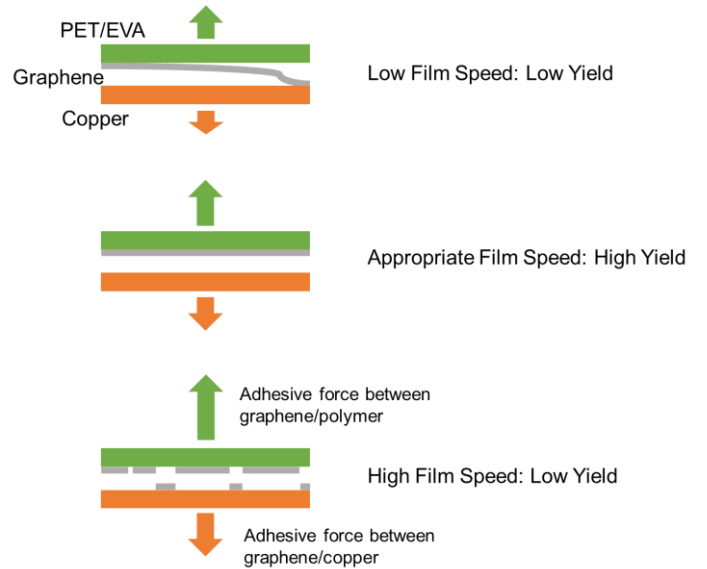 PET/EVA
Graphene
Copper
Low Film Speed: Low Yield
Appropriate Film Speed: High Yield
Adhesive force between
graphene/polymer
High Film Speed: Low Yield
Adhesive force between
graphene/copper